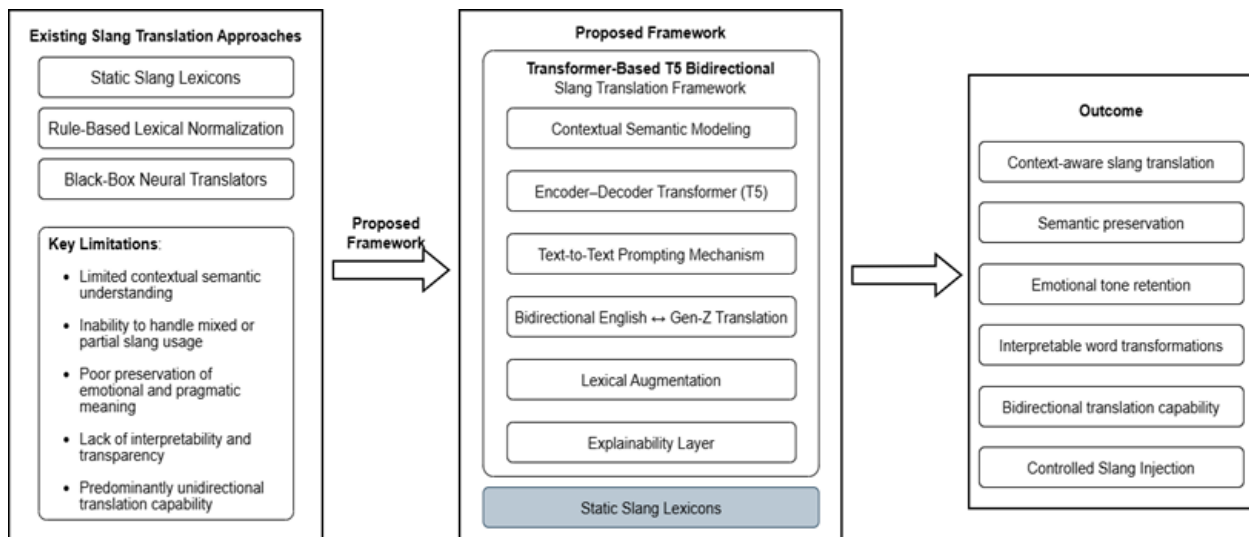 Existing Slang Translation Approaches
Static Slang Lexicons
Rule-Based Lexical Normalization
Black-Box Neural Translators
Key Limitations:
• Limited contextual semantic
understanding
• Inability to handle mixed or
partial slang usage
• Poor preservation of
emotional and pragmatic
meaning
• Lack of interpretability and
transparency
• Predominantly unidirectional
translation capability
Proposed
Framework
Proposed Framework
Transformer-Based T5 Bidirectional
Slang Translation Framework
Contextual Semantic Modeling
Encoder–Decoder Transformer (T5)
Text-to-Text Prompting Mechanism
Bidirectional English ↔ Gen-Z Translation
Lexical Augmentation
Explainability Layer
Static Slang Lexicons
Outcome
Context-aware slang translation
Semantic preservation
Emotional tone retention
Interpretable word transformations
Bidirectional translation capability
Controlled Slang Injection